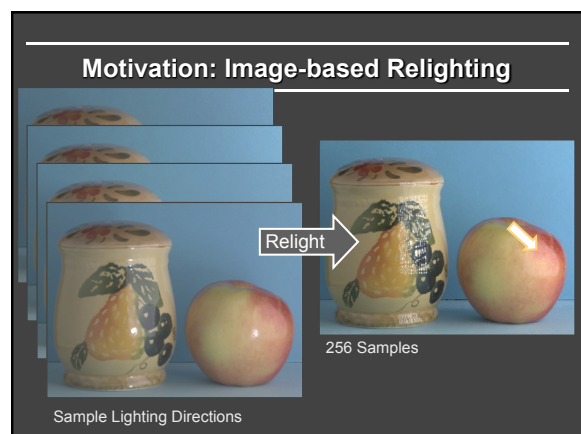 Motivation: Image-based Relighting
Relight
256 Samples
Sample Lighting Directions